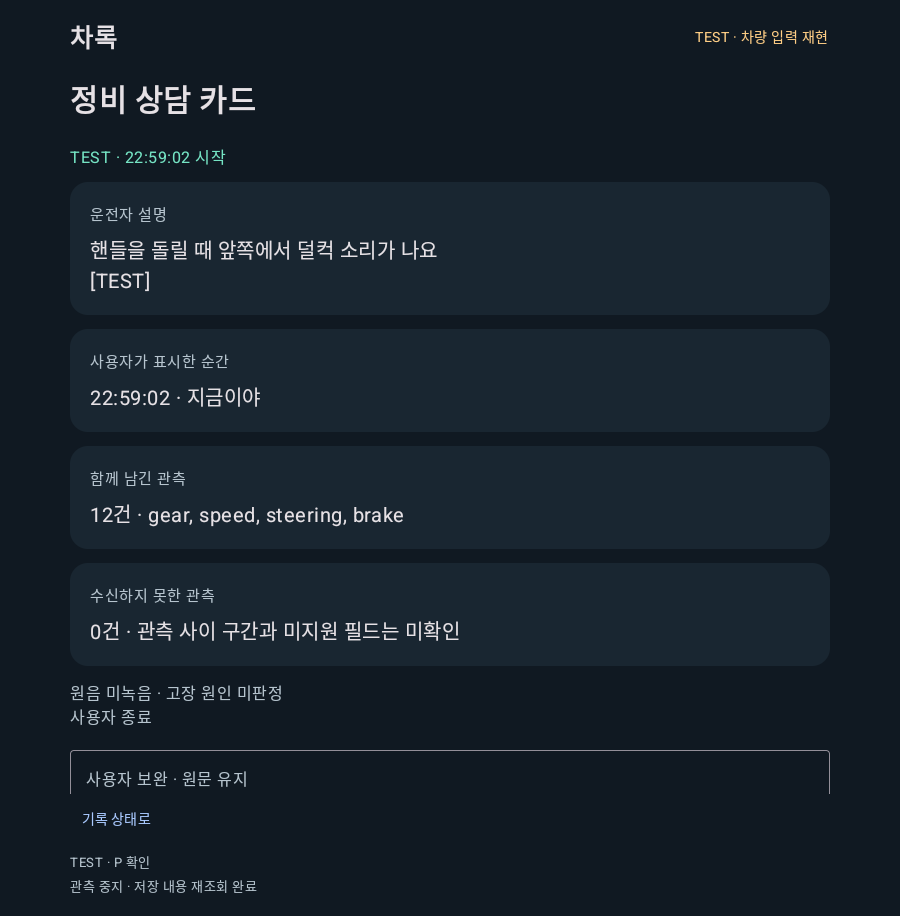 차록
TEST · 차량 입력 재현
정비 상담 카드
TEST · 22:59:02 시작
운전자 설명
핸들을 돌릴 때 앞쪽에서 덜컥 소리가 나요
[TEST]
사용자가 표시한 순간
22:59:02 · 지금이야
함께 남긴 관측
12건 · gear, speed, steering, brake
수신하지 못한 관측
0건 · 관측 사이 구간과 미지원 필드는 미확인
원음 미녹음 · 고장 원인 미판정
사용자 종료
사용자 보완 · 원문 유지
기록 상태로
TEST · P 확인
관측 중지 · 저장 내용 재조회 완료